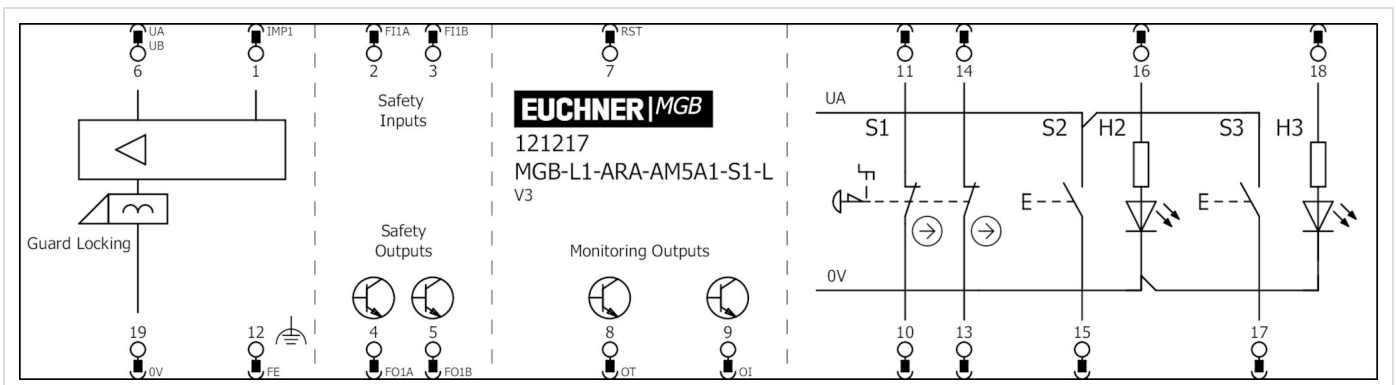 UA
UB
IMP1
FI1A
FI1B
RST
6
1
2
3
7
11
14
16
18
Safety
Inputs
EUCHNER|MGB
121217
MGB-L1-ARA-AM5A1-S1-L
V3
UA
S1
S2
H2
S3
H3
E
E
Guard Locking
Safety
Outputs
Monitoring Outputs
0V
19
12
4
5
8
9
10
13
15
17
0V
FE
FO1A
FO1B
OT
OI